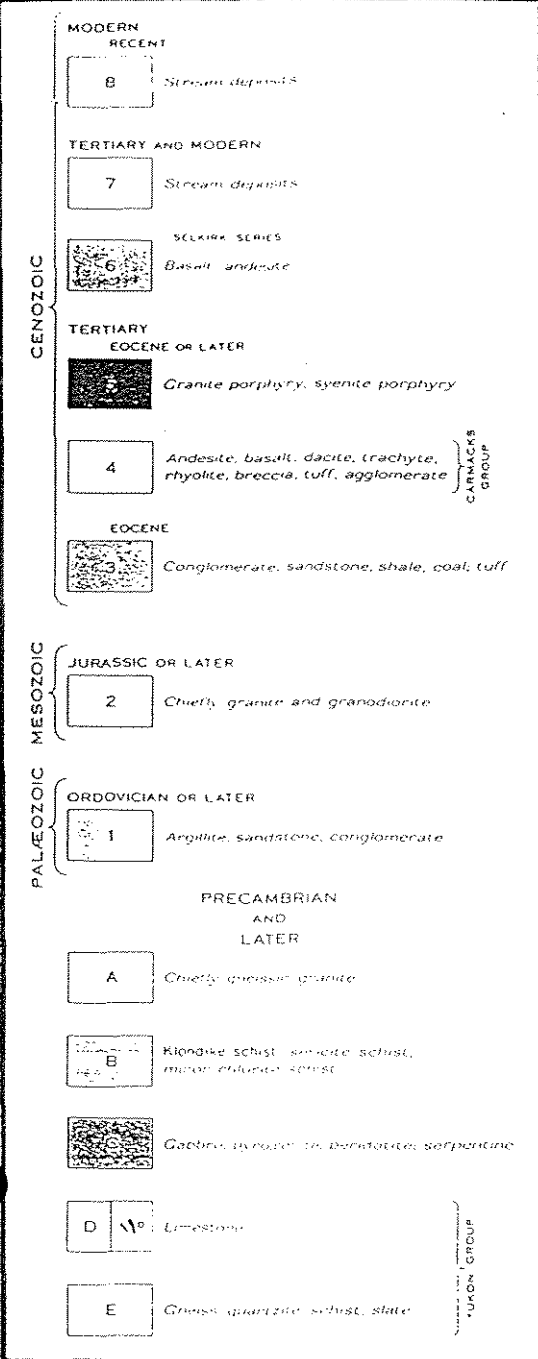 MODERN
RECENT
8 Stream deposits
TERTIARY AND MODERN
7 Stream deposits
SELKIRK SERIES
6 Basalt, andesite
CENOZOIC
TERTIARY
EOCENE OR LATER
5 Granite porphyry, syenite porphyry
4 Andesite, basalt, dacite, trachyte,
rhyolite, breccia, tuff, agglomerate
CARMACKS
GROUP
EOCENE
3 Conglomerate, sandstone, shale, coal, tuff
MESOZOIC
JURASSIC OR LATER
2 Chiefly granite and granodiorite
PALÆOZOIC
ORDOVICIAN OR LATER
1 Argillite, sandstone, conglomerate
PRECAMBRIAN
AND
LATER
A Chiefly gneissic granite
B Klondike schist, sericite schist,
minor chlorite schist
C Gabbro, pyroxenite, peridotite, serpentine
D Limestone
E Gneiss, quartzite, schist, slate
YUKON GROUP